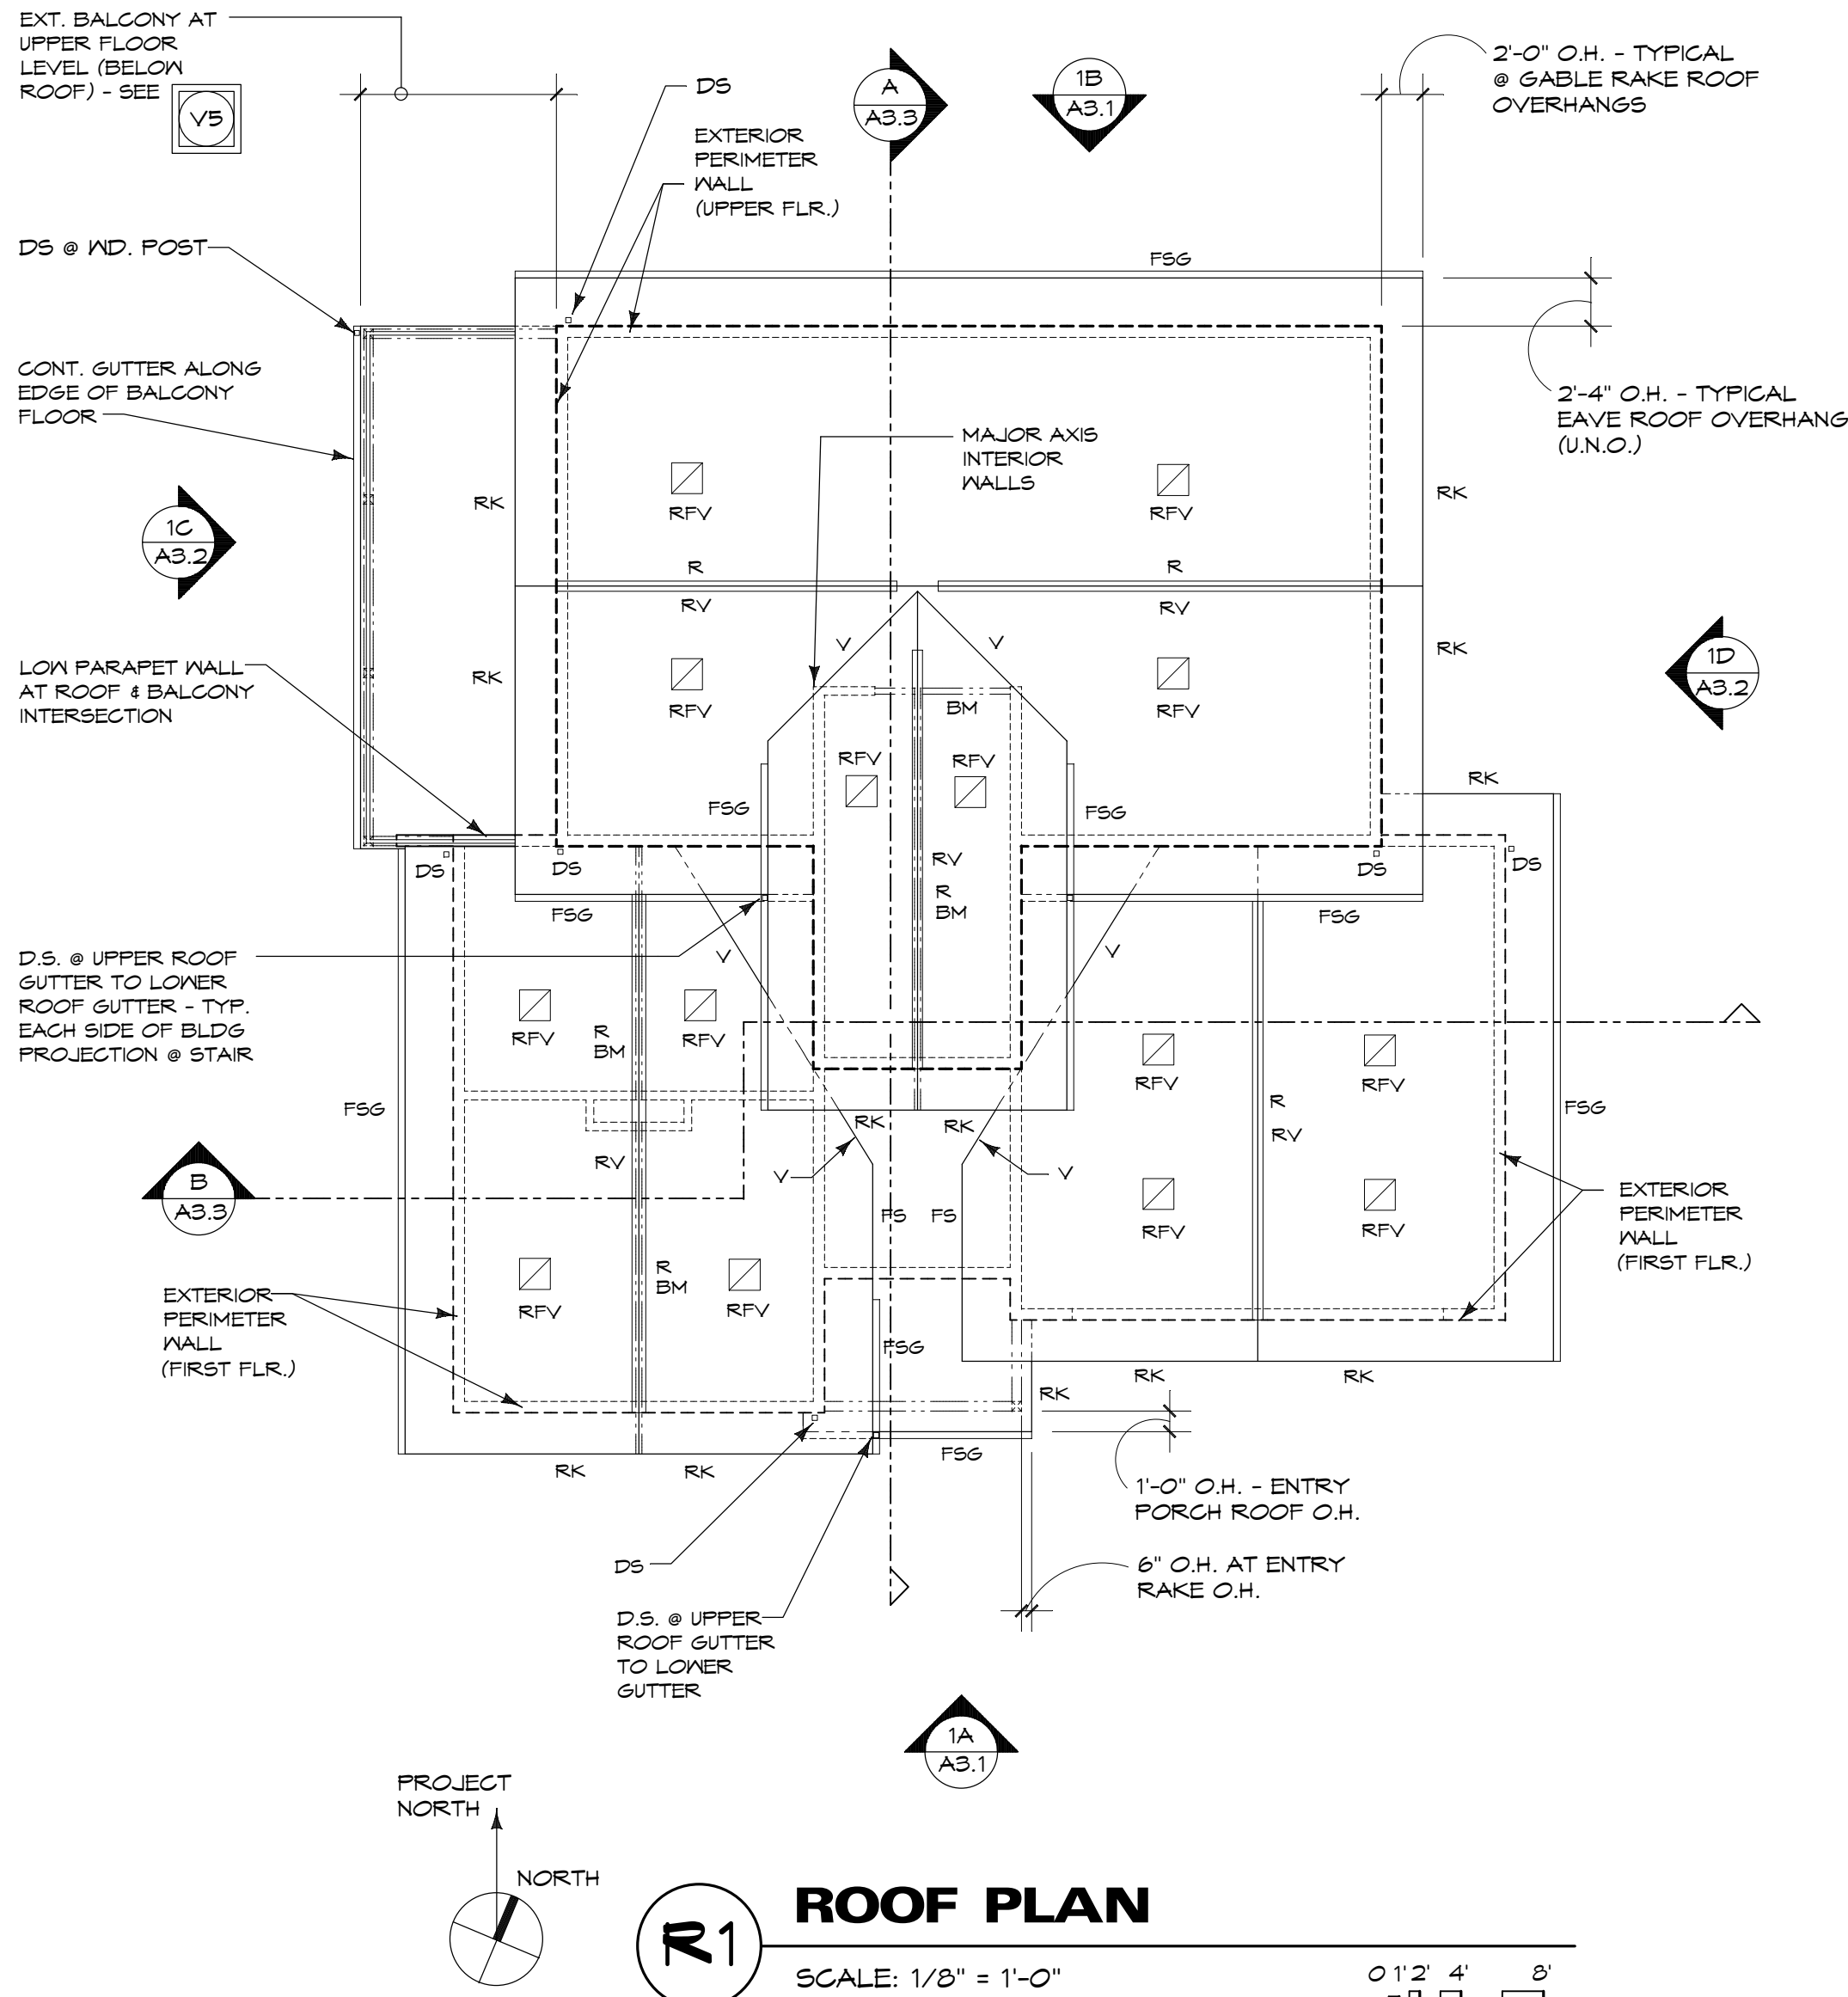 EXT. BALCONY AT
UPPER FLOOR
LEVEL (BELOW
ROOF) - SEE
V5
DS
EXTERIOR
PERIMETER
WALL
(UPPER FLR.)
A
A3.3
1B
A3.1
2'-0" O.H. - TYPICAL
@ GABLE RAKE ROOF
OVERHANGS
DS @ WD. POST
FSG
CONT. GUTTER ALONG
EDGE OF BALCONY
FLOOR
2'-4" O.H. - TYPICAL
EAVE ROOF OVERHANG
(U.N.O.)
MAJOR AXIS
INTERIOR
WALLS
RK
RFV
RFV
RK
1C
A3.2
R
R
RV
RV
V
V
LOW PARAPET WALL
AT ROOF & BALCONY
INTERSECTION
RK
RK
1D
A3.2
RFV
BM
RFV
RFV
RFV
RK
FSG
FSG
DS
DS
RV
R
BM
DS
DS
FSG
FSG
D.S. @ UPPER ROOF
GUTTER TO LOWER
ROOF GUTTER - TYP.
EACH SIDE OF BLDG
PROJECTION @ STAIR
V
V
RFV
R
BM
RFV
RFV
RFV
FSG
R
RV
FSG
RK
RK
RV
V
V
B
A3.3
FS
FS
RFV
RFV
EXTERIOR
PERIMETER
WALL
(FIRST FLR.)
EXTERIOR
PERIMETER
WALL
(FIRST FLR.)
RFV
R
BM
RFV
FSG
RK
RK
RK
FSG
RK
RK
1'-0" O.H. - ENTRY
PORCH ROOF O.H.
DS
6" O.H. AT ENTRY
RAKE O.H.
D.S. @ UPPER
ROOF GUTTER
TO LOWER
GUTTER
1A
A3.1
PROJECT
NORTH
NORTH
R1
ROOF PLAN
SCALE: 1/8" = 1'-0"
0 1' 2' 4' 8'